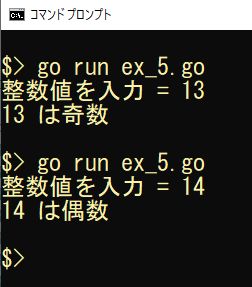 コマンドプロンプト
$> go run ex_5.go
整数値を入力 = 13
13 は奇数
$> go run ex_5.go
整数値を入力 = 14
14 は偶数
$>